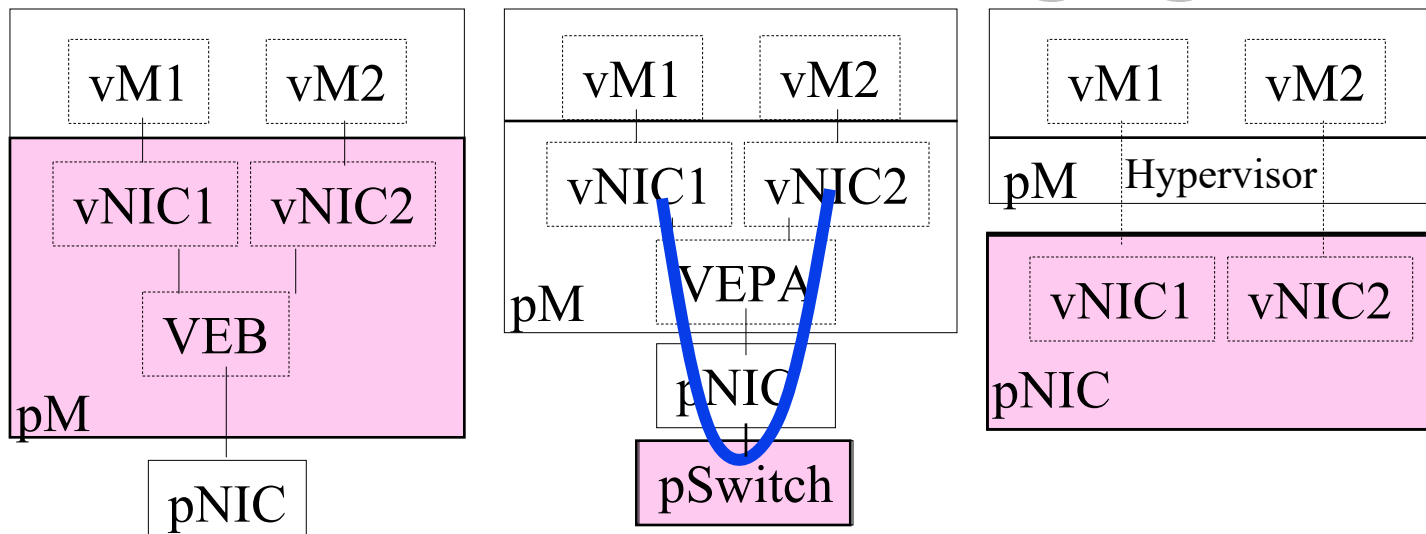 vM1 vM2
vNIC1 vNIC2
VEB
pM
pNIC
vM1 vM2
vNIC1 vNIC2
VEPA
pM
pNIC
pSwitch
vM1 vM2
pM Hypervisor
vNIC1 vNIC2
pNIC